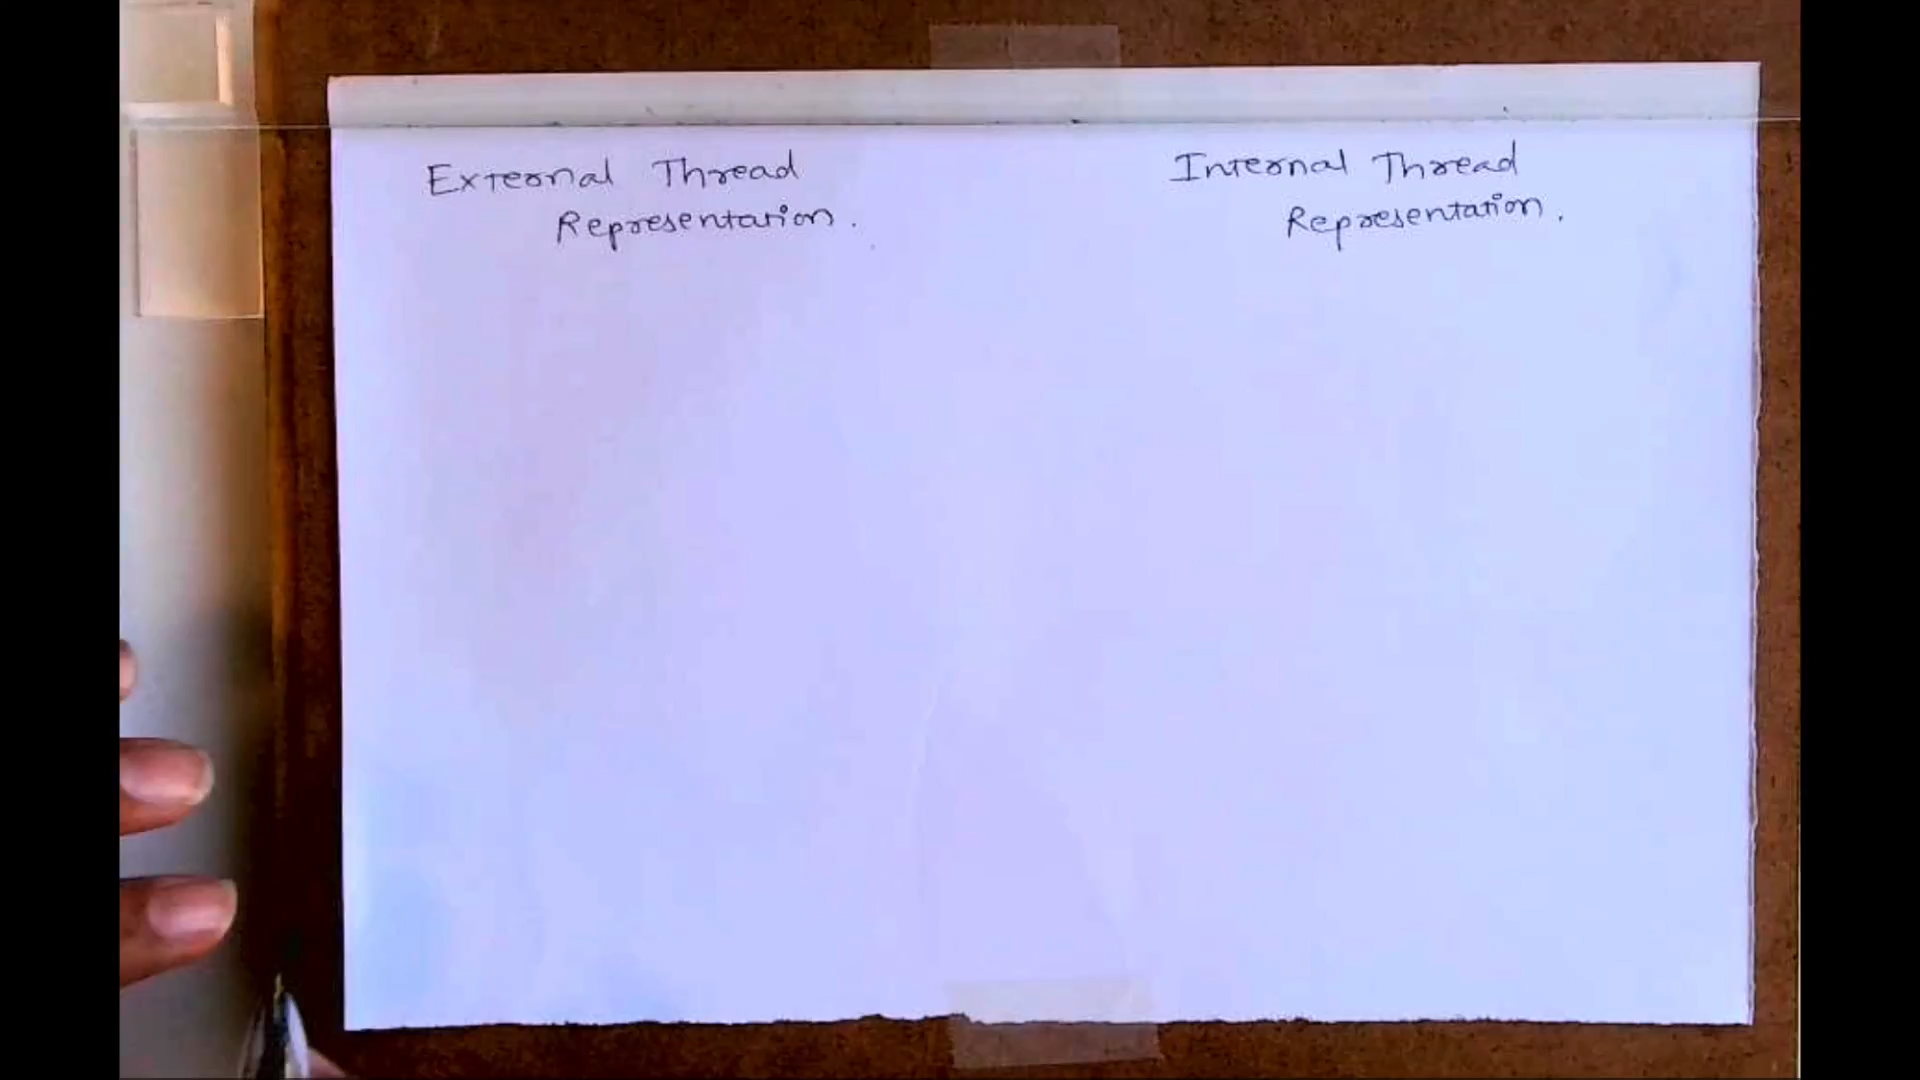 External Thread
Representation.
Internal Thread
Representation.